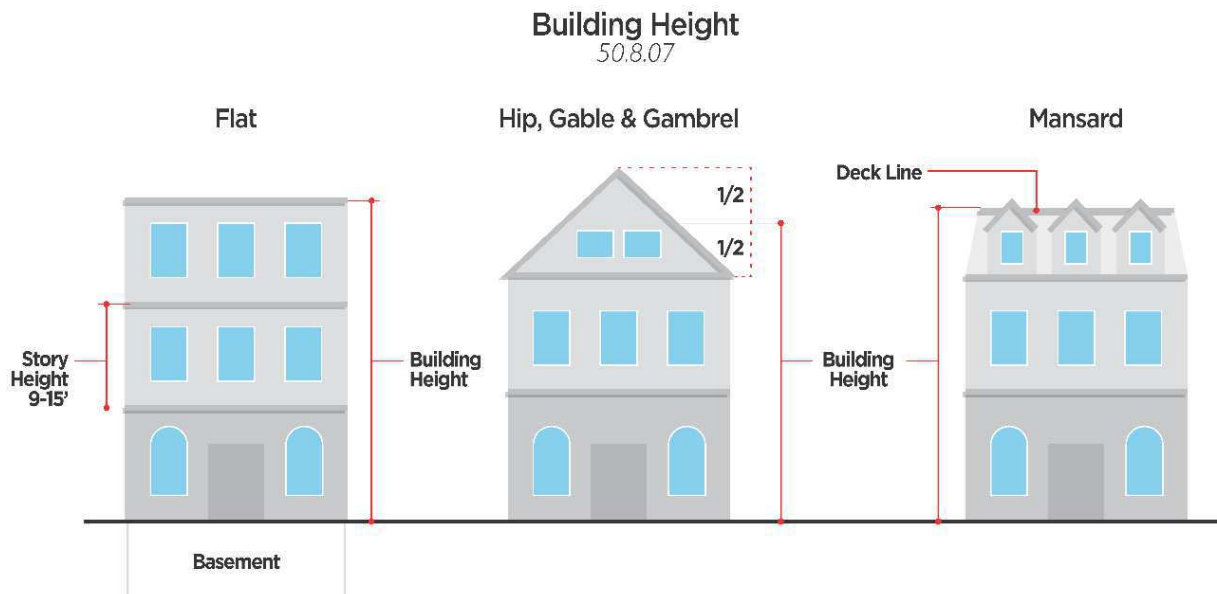 Building Height
50.8.07
Flat
Hip, Gable & Gambrel
Mansard
Deck Line
1/2
1/2
Story
Height
9-15'
Building
Height
Building
Height
Basement